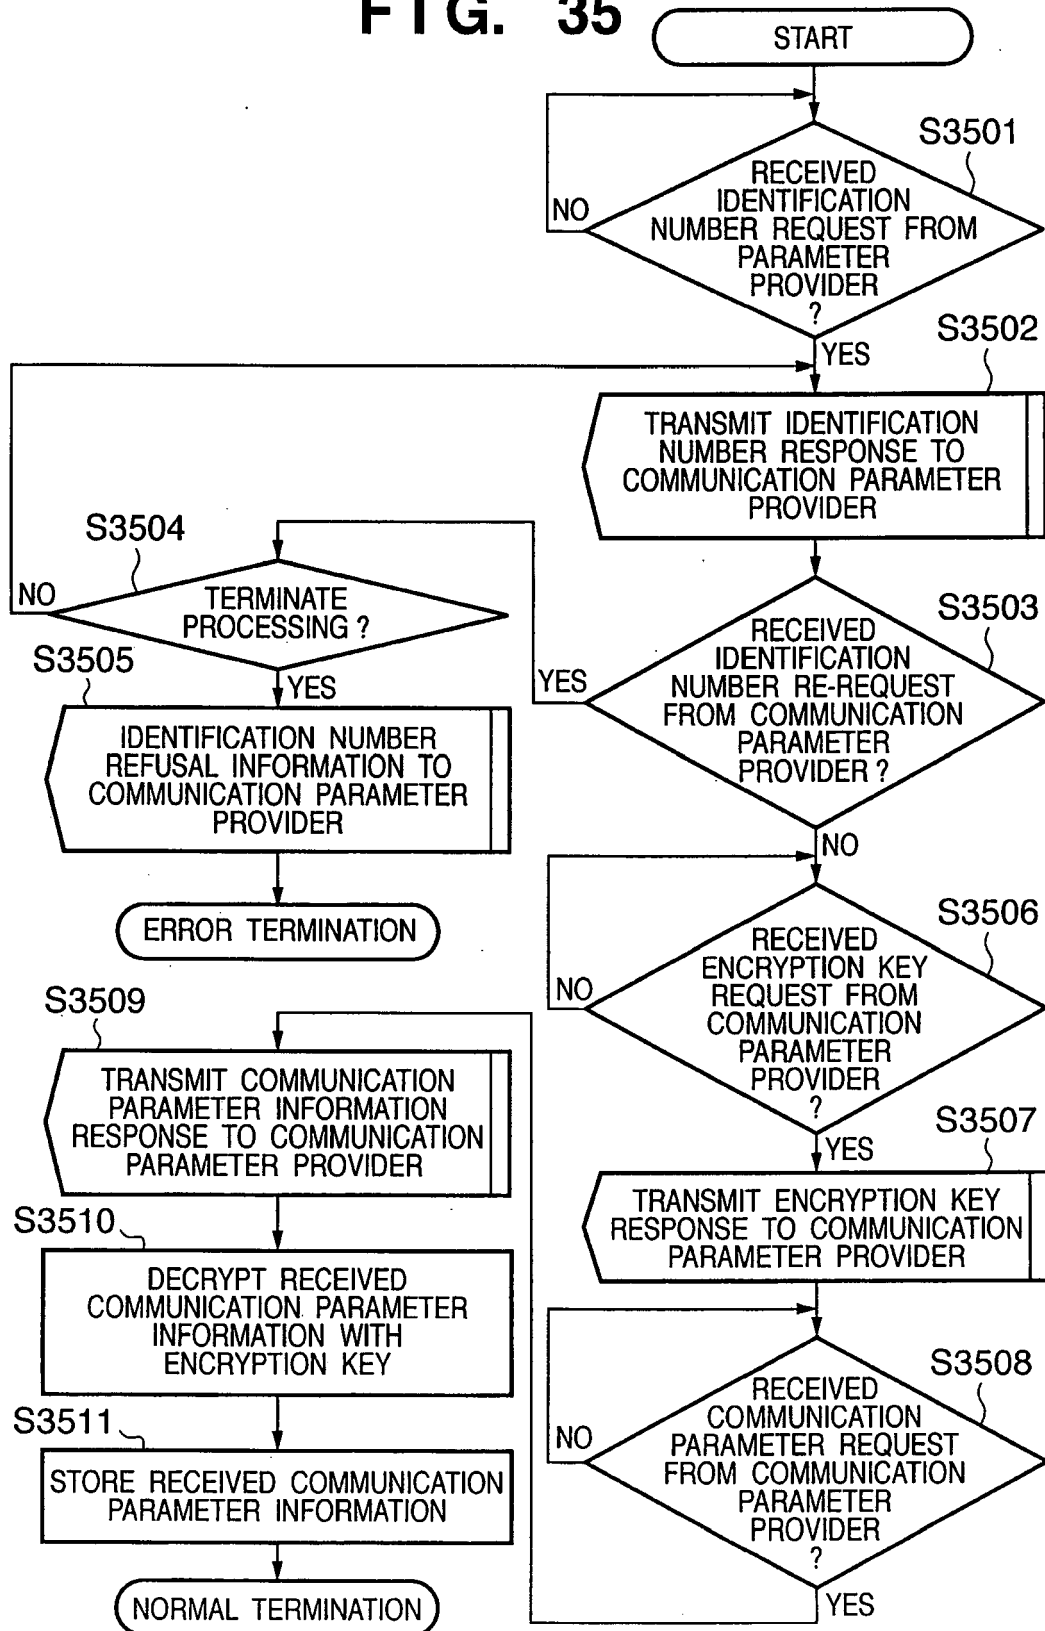 FIG. 35
START
S3501
RECEIVED
IDENTIFICATION
NUMBER REQUEST FROM
PARAMETER
PROVIDER
?
NO
YES
S3502
TRANSMIT IDENTIFICATION
NUMBER RESPONSE TO
COMMUNICATION PARAMETER
PROVIDER
S3503
RECEIVED
IDENTIFICATION
NUMBER RE-REQUEST
FROM COMMUNICATION
PARAMETER
PROVIDER ?
YES
NO
S3504
TERMINATE
PROCESSING ?
NO
YES
S3505
IDENTIFICATION NUMBER
REFUSAL INFORMATION TO
COMMUNICATION PARAMETER
PROVIDER
ERROR TERMINATION
S3506
RECEIVED
ENCRYPTION KEY
REQUEST FROM
COMMUNICATION
PARAMETER
PROVIDER
?
NO
YES
S3507
TRANSMIT ENCRYPTION KEY
RESPONSE TO COMMUNICATION
PARAMETER PROVIDER
S3508
RECEIVED
COMMUNICATION
PARAMETER REQUEST
FROM COMMUNICATION
PARAMETER
PROVIDER
?
NO
YES
S3509
TRANSMIT COMMUNICATION
PARAMETER INFORMATION
RESPONSE TO COMMUNICATION
PARAMETER PROVIDER
S3510
DECRYPT RECEIVED
COMMUNICATION PARAMETER
INFORMATION WITH
ENCRYPTION KEY
S3511
STORE RECEIVED COMMUNICATION
PARAMETER INFORMATION
NORMAL TERMINATION